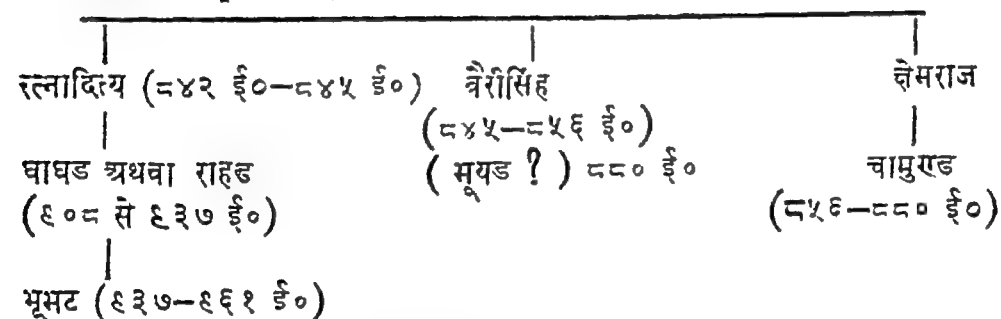 रत्नादित्य (८४२ ई०–८४५ ई०) वैरीसिंह क्षेमराज
(८४५–८५६ ई०)
घाघड अथवा राहड ( मूयड ? ) ८८० ई० चामुण्ड
(९०८ से ९३७ ई०) (८५६–८८० ई०)
भूभट (९३७–९६१ ई०)